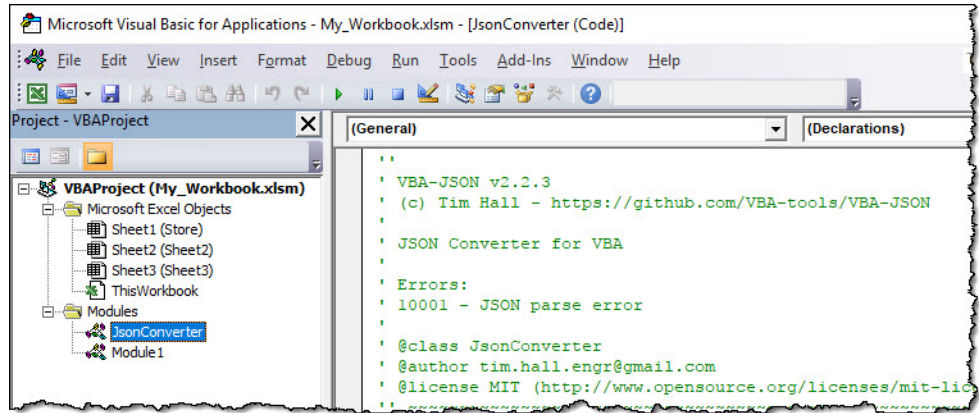 Microsoft Visual Basic for Applications - My_Workbook.xlsm - [JsonConverter (Code)]
File Edit View Insert Format Debug Run Tools Add-Ins Window Help
Project - VBAProject
(General) (Declarations)
VBAProject (My_Workbook.xlsm)
Microsoft Excel Objects
Sheet1 (Store)
Sheet2 (Sheet2)
Sheet3 (Sheet3)
ThisWorkbook
Modules
JsonConverter
Module1
''
' VBA-JSON v2.2.3
' (c) Tim Hall - https://github.com/VBA-tools/VBA-JSON
'
' JSON Converter for VBA
'
' Errors:
' 10001 - JSON parse error
'
' @class JsonConverter
' @author tim.hall.engr@gmail.com
' @license MIT (http://www.opensource.org/licenses/mit-lic